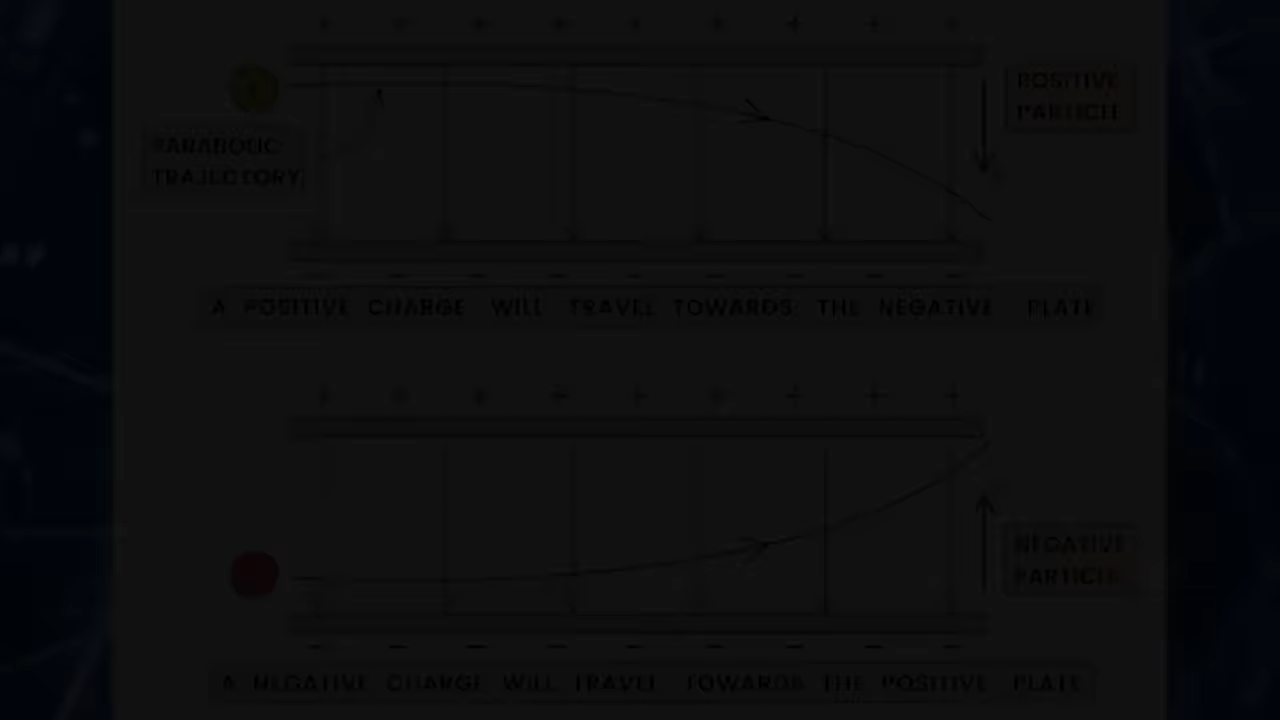 POSITIVE
PARTICLE
PARABOLIC
TRAJECTORY
A POSITIVE CHARGE WILL TRAVEL TOWARDS THE NEGATIVE PLATE
NEGATIVE
PARTICLE
A NEGATIVE CHARGE WILL TRAVEL TOWARDS THE POSITIVE PLATE